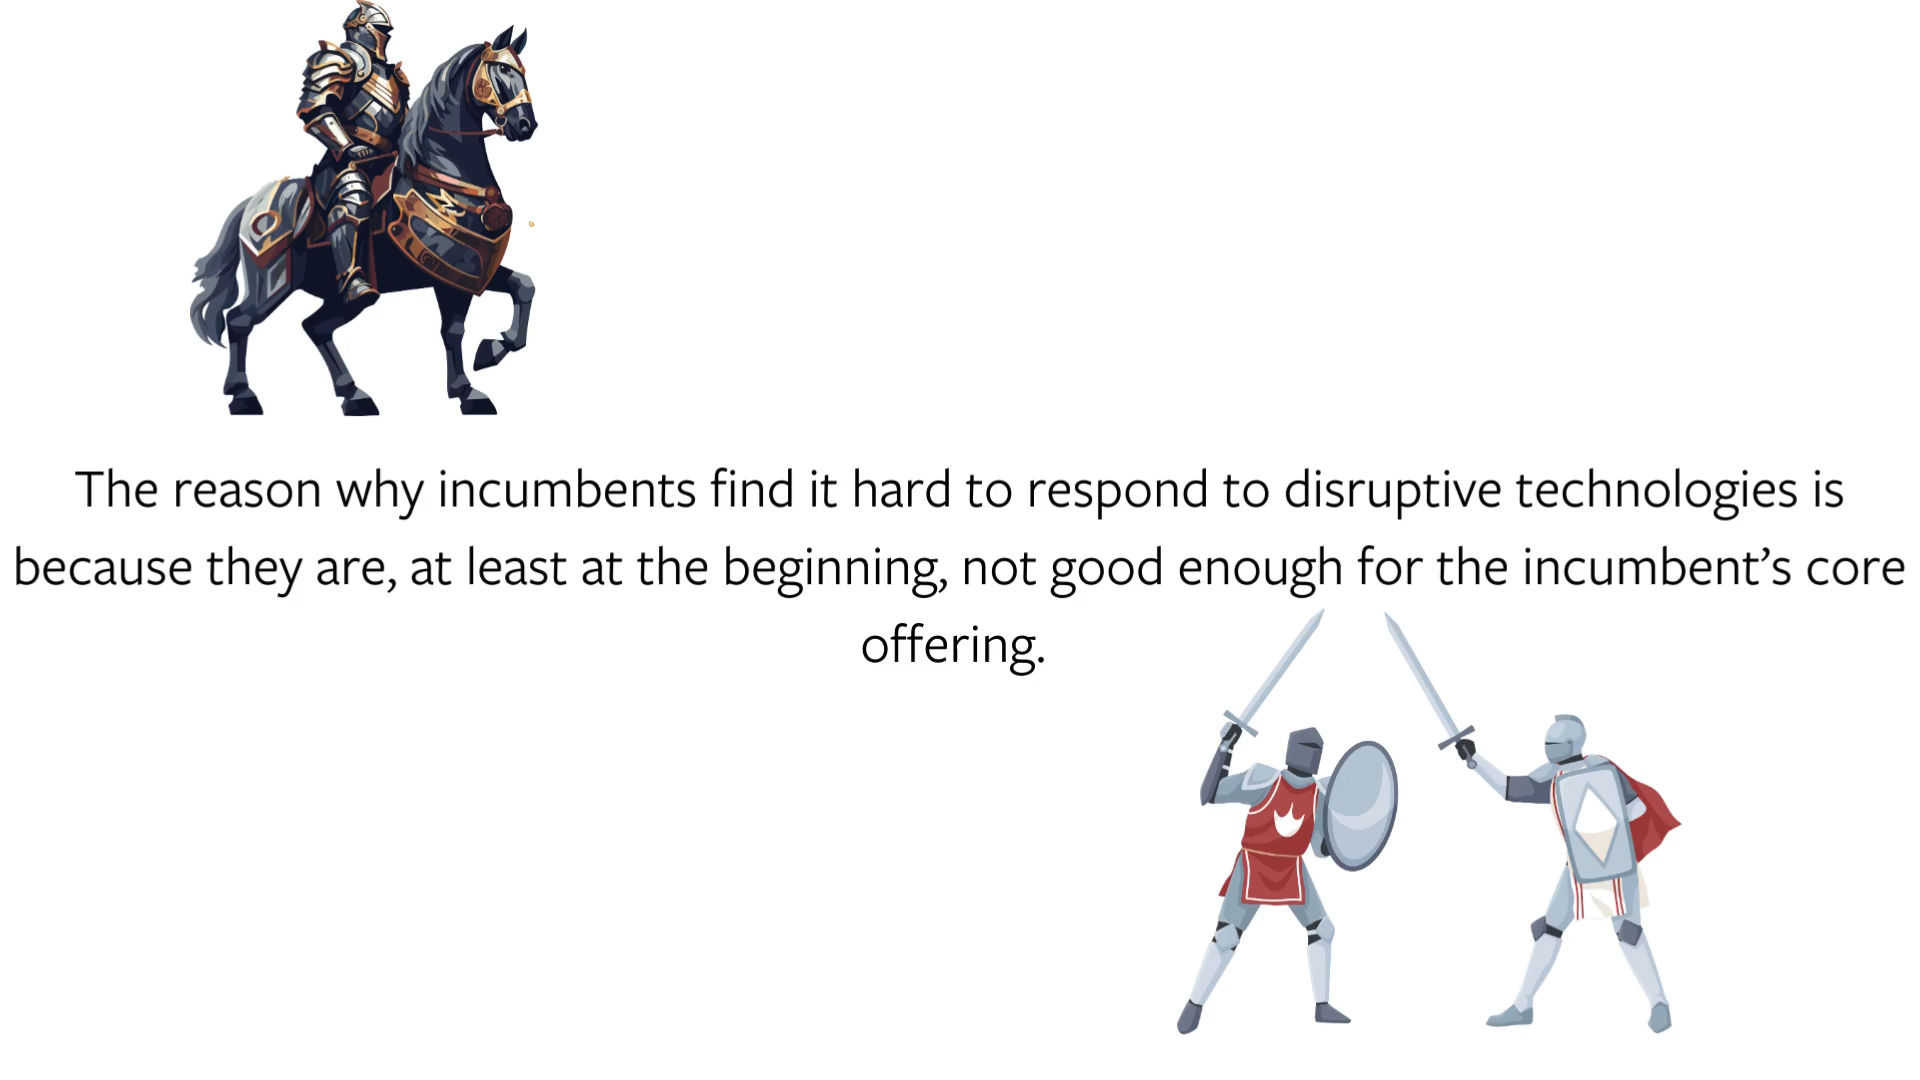 The reason why incumbents find it hard to respond to disruptive technologies is
because they are, at least at the beginning, not good enough for the incumbent’s core
offering.